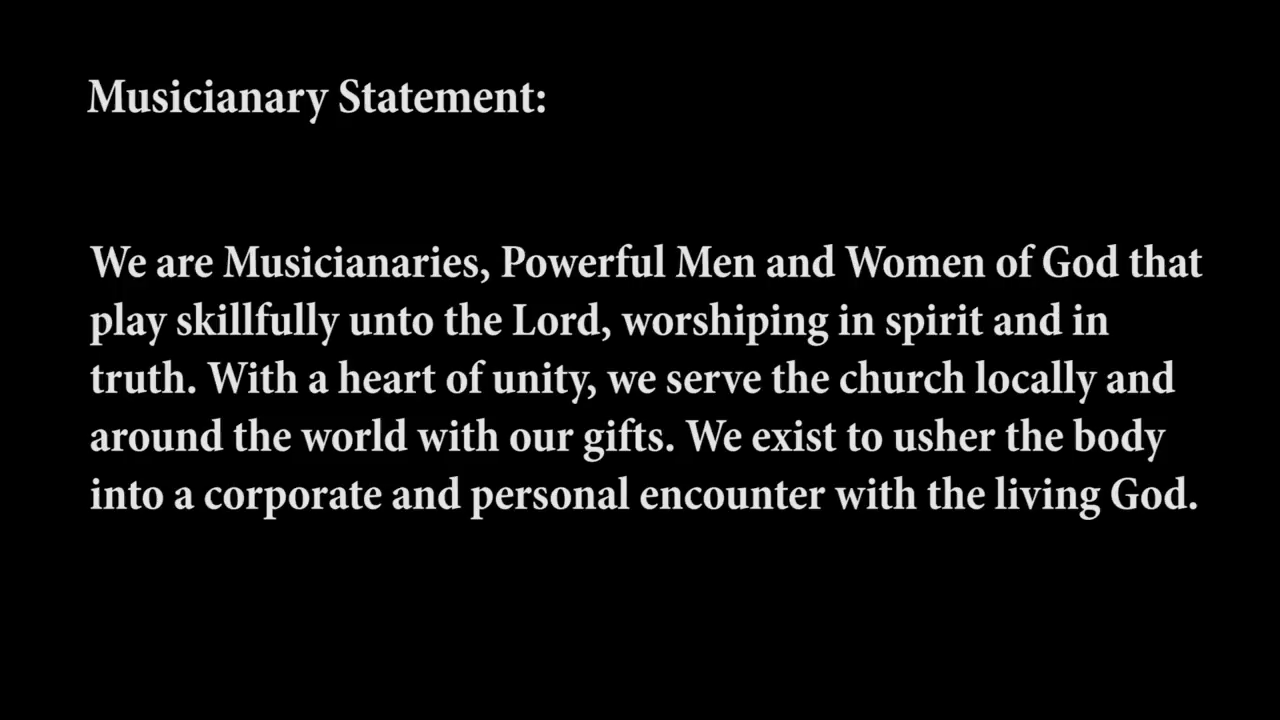 Musicianary Statement:
We are Musicianaries, Powerful Men and Women of God that
play skillfully unto the Lord, worshiping in spirit and in
truth. With a heart of unity, we serve the church locally and
around the world with our gifts. We exist to usher the body
into a corporate and personal encounter with the living God.